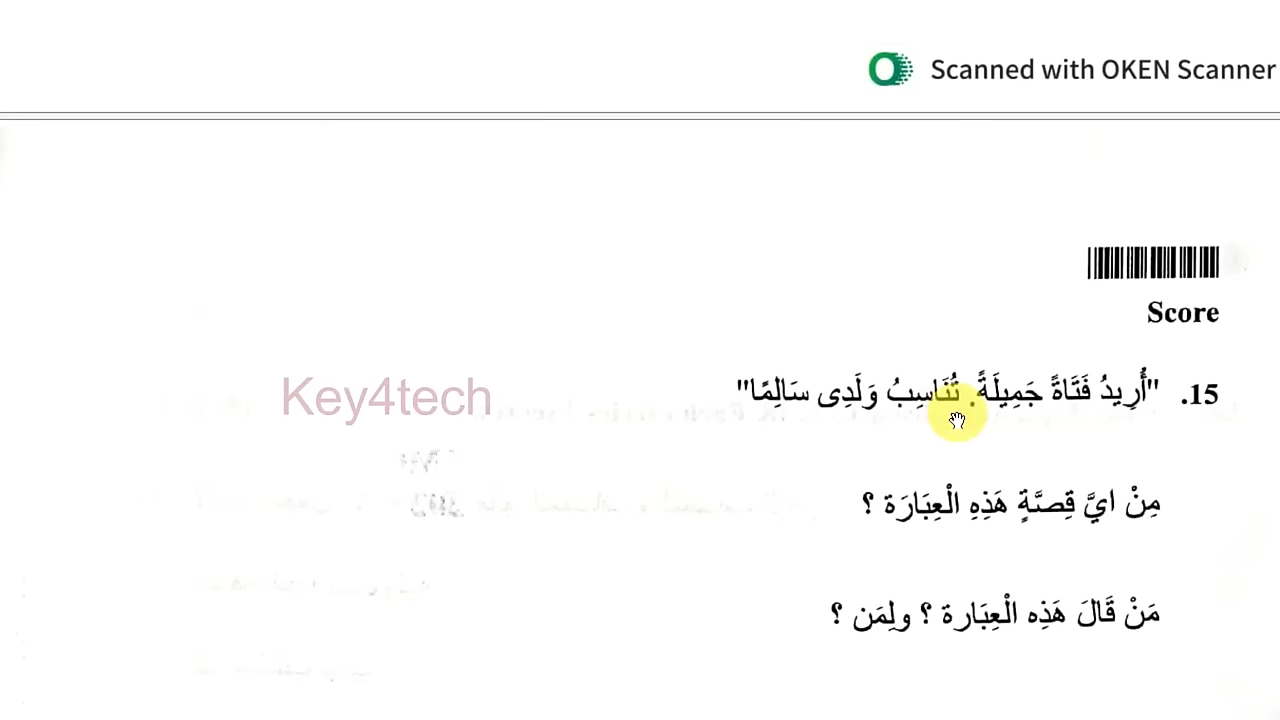 Scanned with OKEN Scanner
Score
15. "أُرِيدُ فَتَاةً جَمِيلَةً. تُنَاسِبُ وَلَدِى سَالِمًا"
Key4tech
مِنْ ايَّ قِصَّةٍ هَذِهِ الْعِبَارَة ؟
مَنْ قَالَ هَذِه الْعِبَارة ؟ ولِمَن ؟